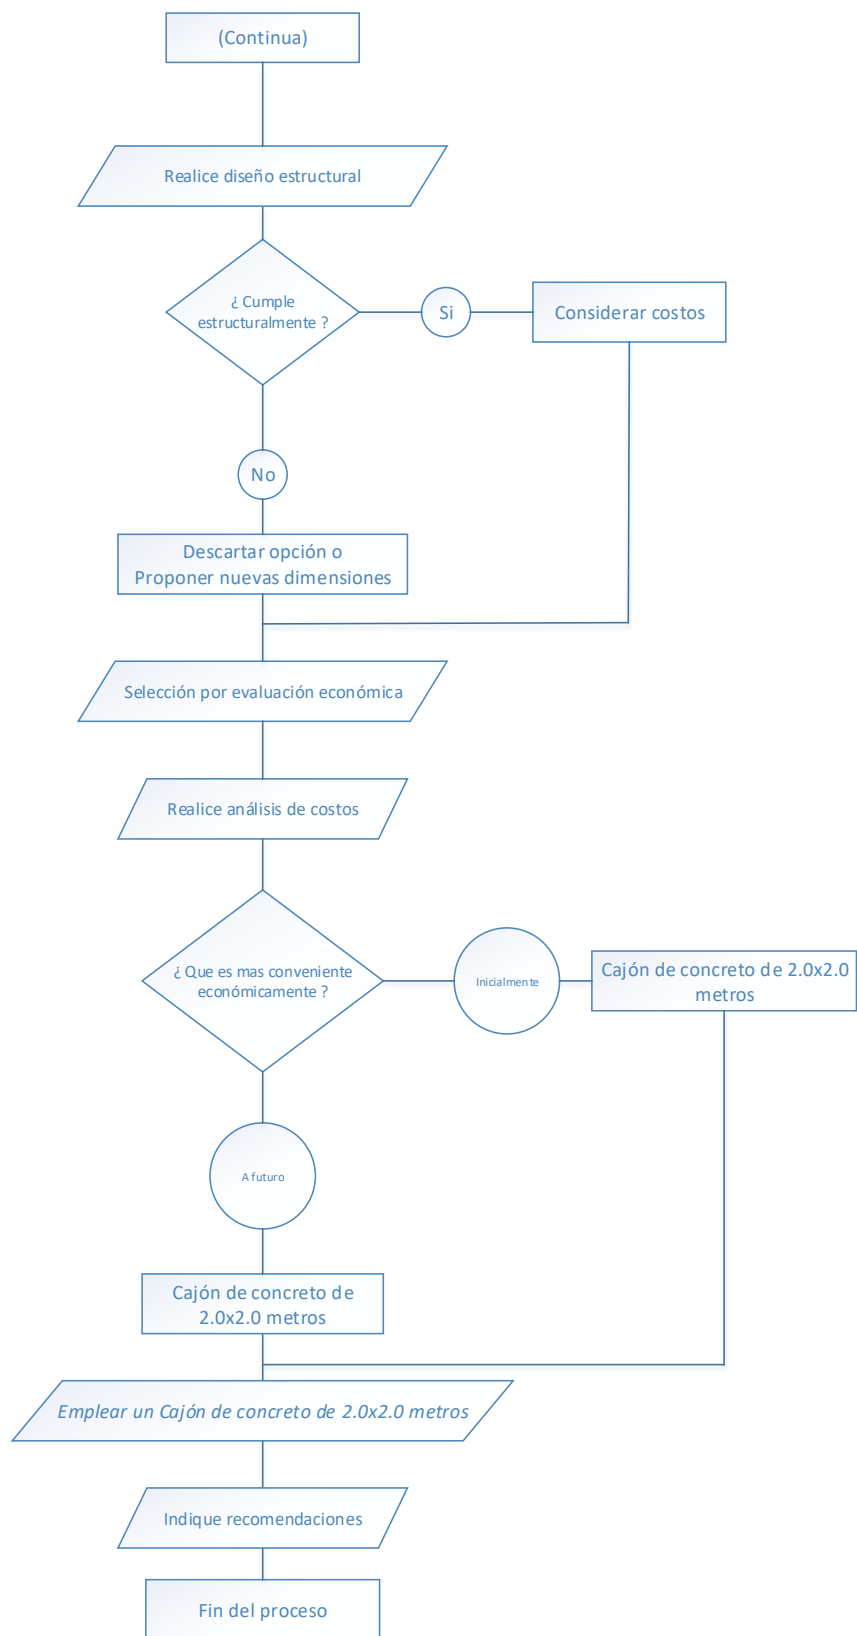 (Continua)
Realice diseño estructural
¿ Cumple
estructuralmente ?
Si
Considerar costos
No
Descartar opción o
Proponer nuevas dimensiones
Selección por evaluación económica
Realice análisis de costos
¿ Que es mas conveniente
económicamente ?
Inicialmente
Cajón de concreto de 2.0x2.0
metros
A futuro
Cajón de concreto de
2.0x2.0 metros
Emplear un Cajón de concreto de 2.0x2.0 metros
Indique recomendaciones
Fin del proceso